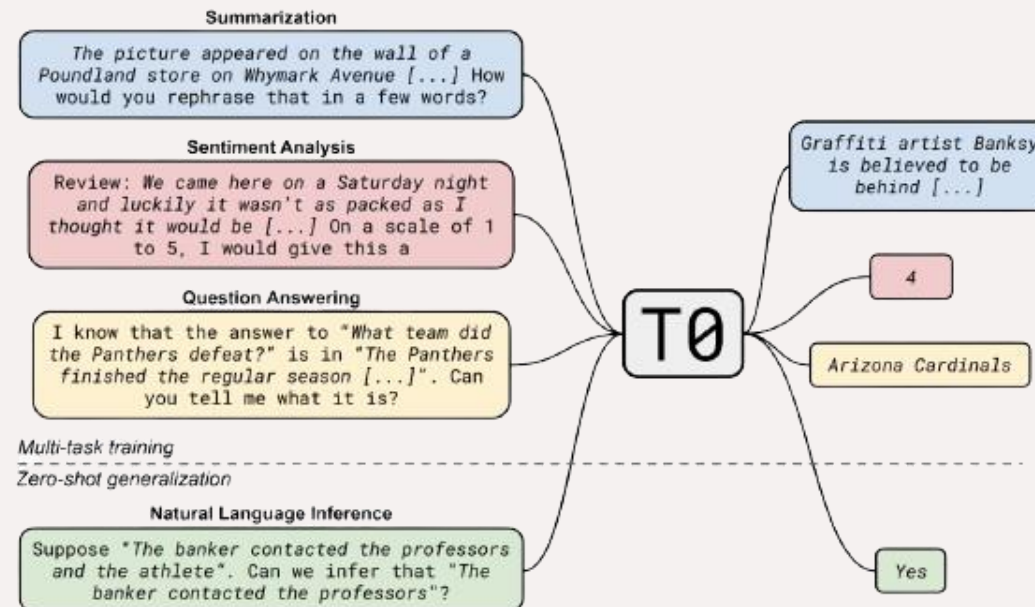 Summarization
The picture appeared on the wall of a
Poundland store on Whymark Avenue [...] How
would you rephrase that in a few words?
Sentiment Analysis
Review: We came here on a Saturday night
and luckily it wasn't as packed as I
thought it would be [...] On a scale of 1
to 5, I would give this a
Question Answering
I know that the answer to "What team did
the Panthers defeat?" is in "The Panthers
finished the regular season [...]". Can
you tell me what it is?
Multi-task training
Zero-shot generalization
Natural Language Inference
Suppose "The banker contacted the professors
and the athlete". Can we infer that "The
banker contacted the professors"?
T0
Graffiti artist Banksy
is believed to be
behind [...]
4
Arizona Cardinals
Yes